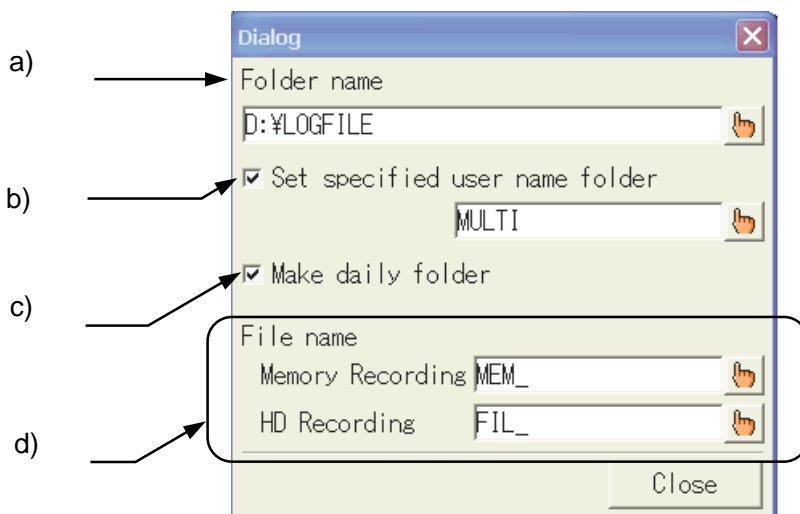 Dialog
a)
Folder name
D:¥LOGFILE
b)
Set specified user name folder
MULTI
c)
Make daily folder
File name
Memory Recording MEM_
d)
HD Recording FIL_
Close